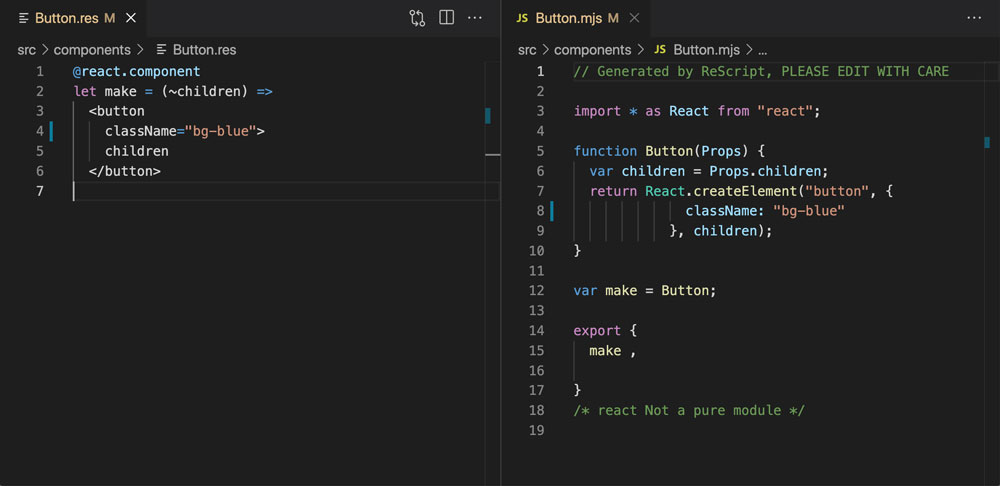 Button.res M
src > components > Button.res
1 @react.component
2 let make = (~children) =>
3   <button
4     className="bg-blue">
5     children
6   </button>
7
Button.mjs M
src > components > JS Button.mjs > ...
1 // Generated by ReScript, PLEASE EDIT WITH CARE
2
3 import * as React from "react";
4
5 function Button(Props) {
6   var children = Props.children;
7   return React.createElement("button", {
8               className: "bg-blue"
9             }, children);
10 }
11
12 var make = Button;
13
14 export {
15   make ,
16
17 }
18 /* react Not a pure module */
19